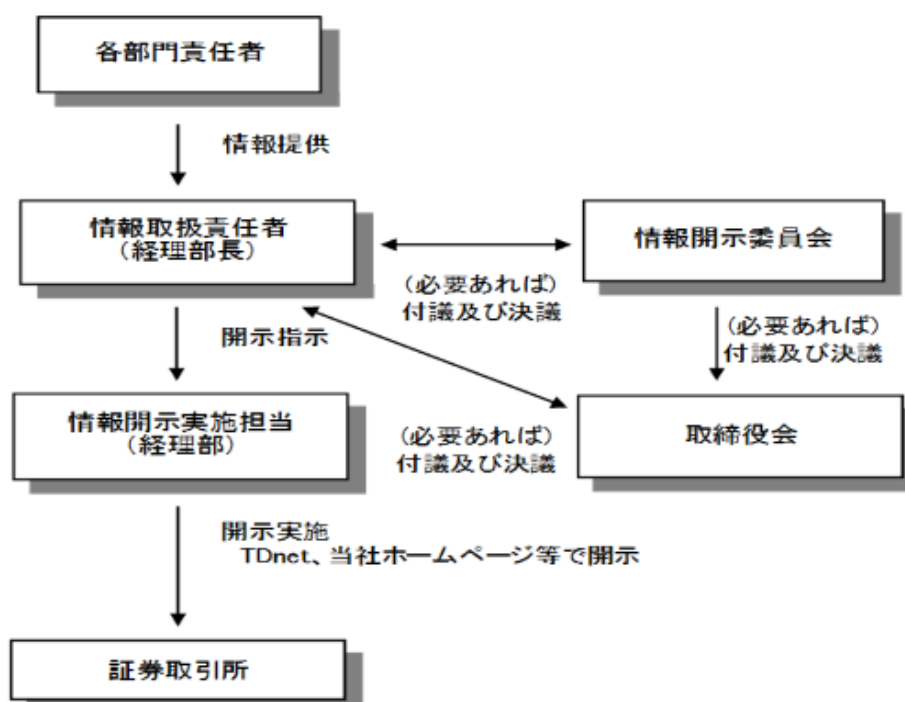 各部門責任者
情報提供
情報取扱責任者
(経理部長)
情報開示委員会
(必要あれば)
付議及び決議
(必要あれば)
付議及び決議
開示指示
情報開示実施担当
(経理部)
(必要あれば)
付議及び決議
取締役会
開示実施
TDnet、当社ホームページ等で開示
証券取引所